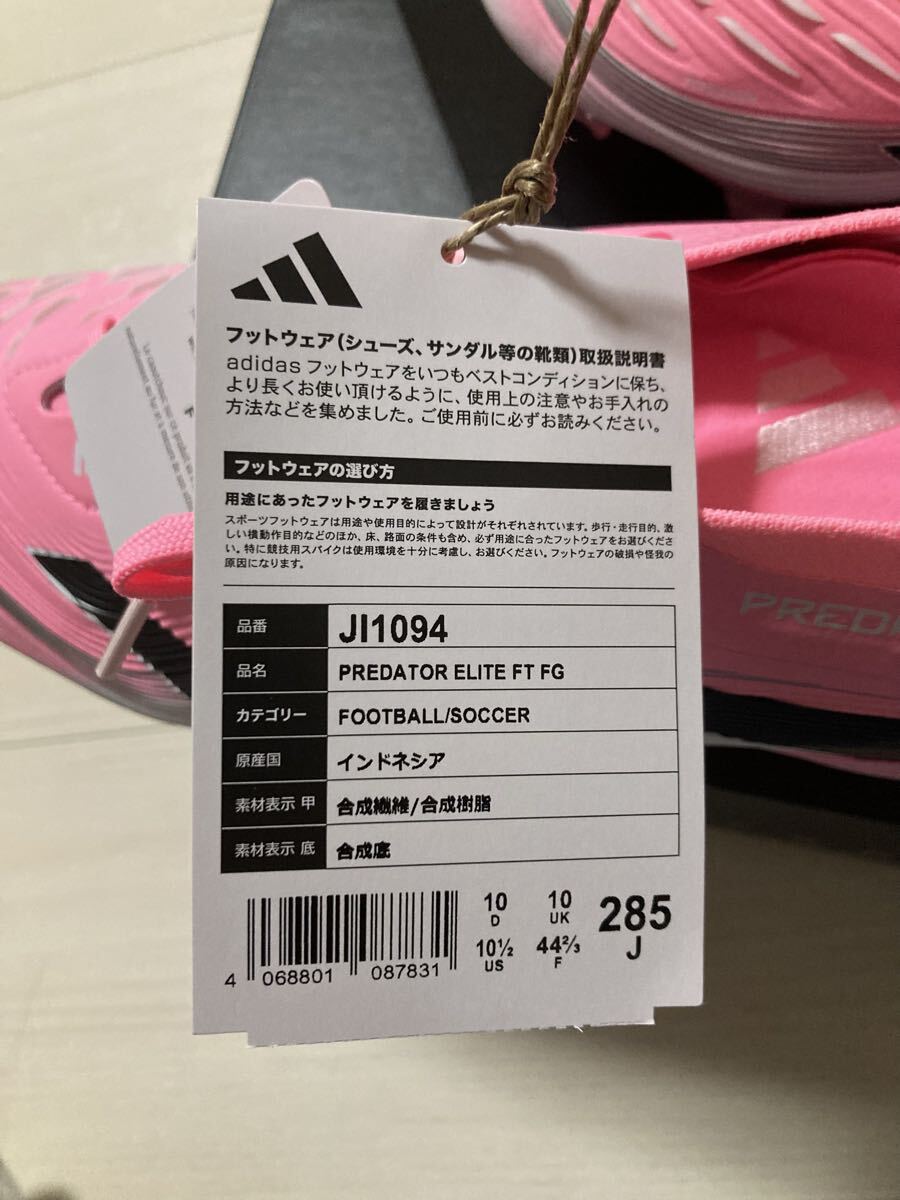 フットウェア(シューズ、サンダル等の靴類)取扱説明書
adidas フットウェアをいつもベストコンディションに保ち、
より長くお使い頂けるように、使用上の注意やお手入れの
方法などを集めました。ご使用前に必ずお読みください。
フットウェアの選び方
用途にあったフットウェアを履きましょう
スポーツフットウェアは用途や使用目的によって設計がそれぞれされています。歩行・走行目的、激
しい横動作目的などのほか、床、路面の条件も含め、必ず用途に合ったフットウェアをお選びくださ
い。特に競技用スパイクは使用環境を十分に考慮し、お選びください。フットウェアの破損や怪我の
原因になります。
品番 JI1094
品名 PREDATOR ELITE FT FG
カテゴリー FOOTBALL/SOCCER
原産国 インドネシア
素材表示 甲 合成繊維/合成樹脂
素材表示 底 合成底
10 D 10 UK 285 J
10½ US 44⅔ F
4 068801 087831